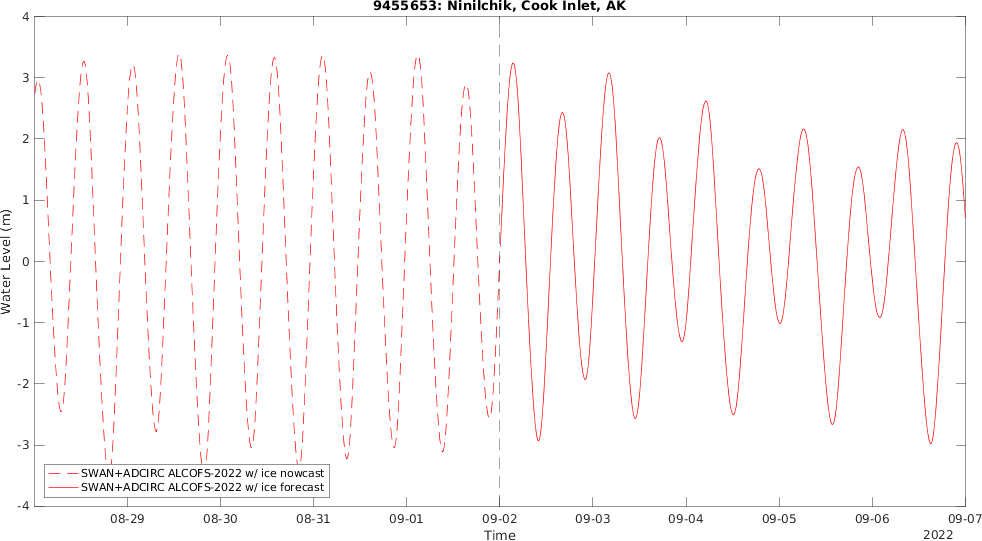 9455653: Ninilchik, Cook Inlet, AK
4
3
2
1
0
-1
-2
-3
-4
Water Level (m)
SWAN+ADCIRC ALCOFS-2022 w/ ice nowcast
SWAN+ADCIRC ALCOFS-2022 w/ ice forecast
08-29 08-30 08-31 09-01 09-02 09-03 09-04 09-05 09-06 09-07
Time
2022